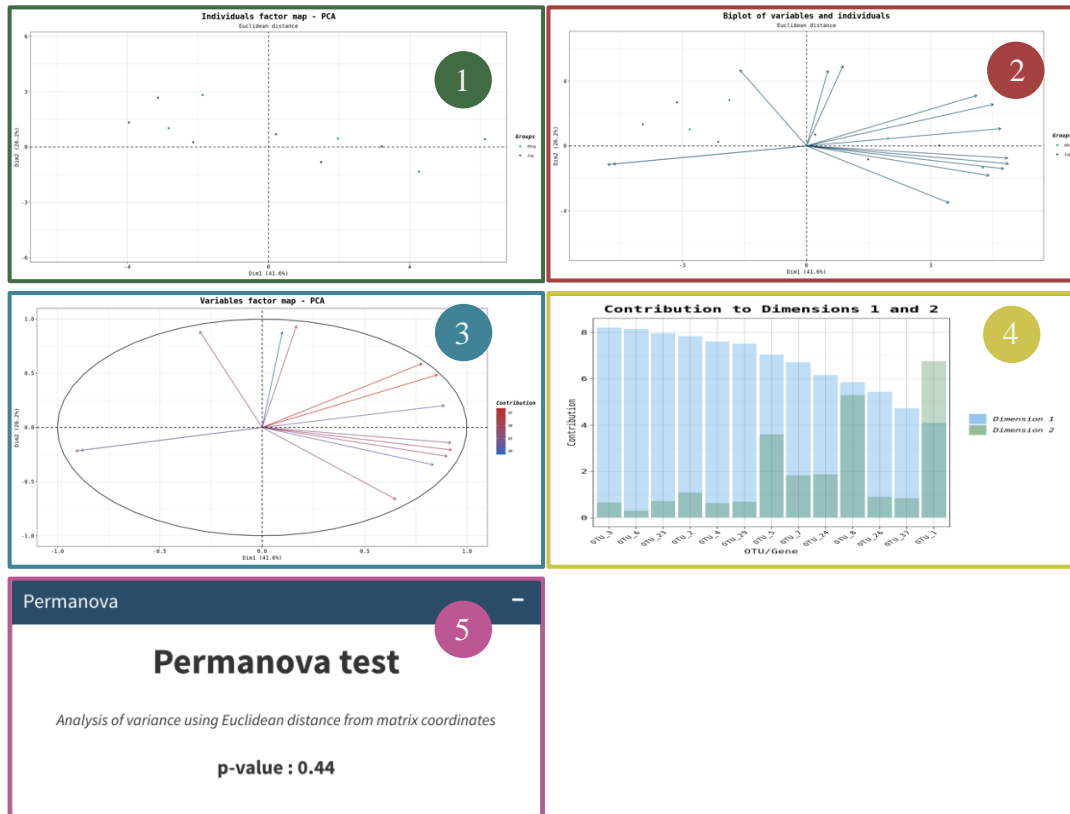 Individuals factor map - PCA
Euclidean distance
1
6
3
0
-3
-6
Dim2 (26.2%)
-4
0
4
Dim1 (41.6%)
Groups
Biplot of variables and individuals
Euclidean distance
2
4
0
-4
Dim2 (26.2%)
-3
0
3
Dim1 (41.6%)
Groups
Variables factor map - PCA
3
1.0
0.5
0.0
-0.5
-1.0
Dim2 (26.2%)
-1.0
-0.5
0.0
0.5
1.0
Dim1 (41.6%)
Contribution
Contribution to Dimensions 1 and 2
4
8
6
4
2
0
Contribution
OTU_3
OTU_6
OTU_23
OTU_2
OTU_4
OTU_29
OTU_5
OTU_7
OTU_24
OTU_8
OTU_26
OTU_37
OTU_1
OTU/Gene
Dimension 1
Dimension 2
Permanova
5
Permanova test
Analysis of variance using Euclidean distance from matrix coordinates
p-value : 0.44